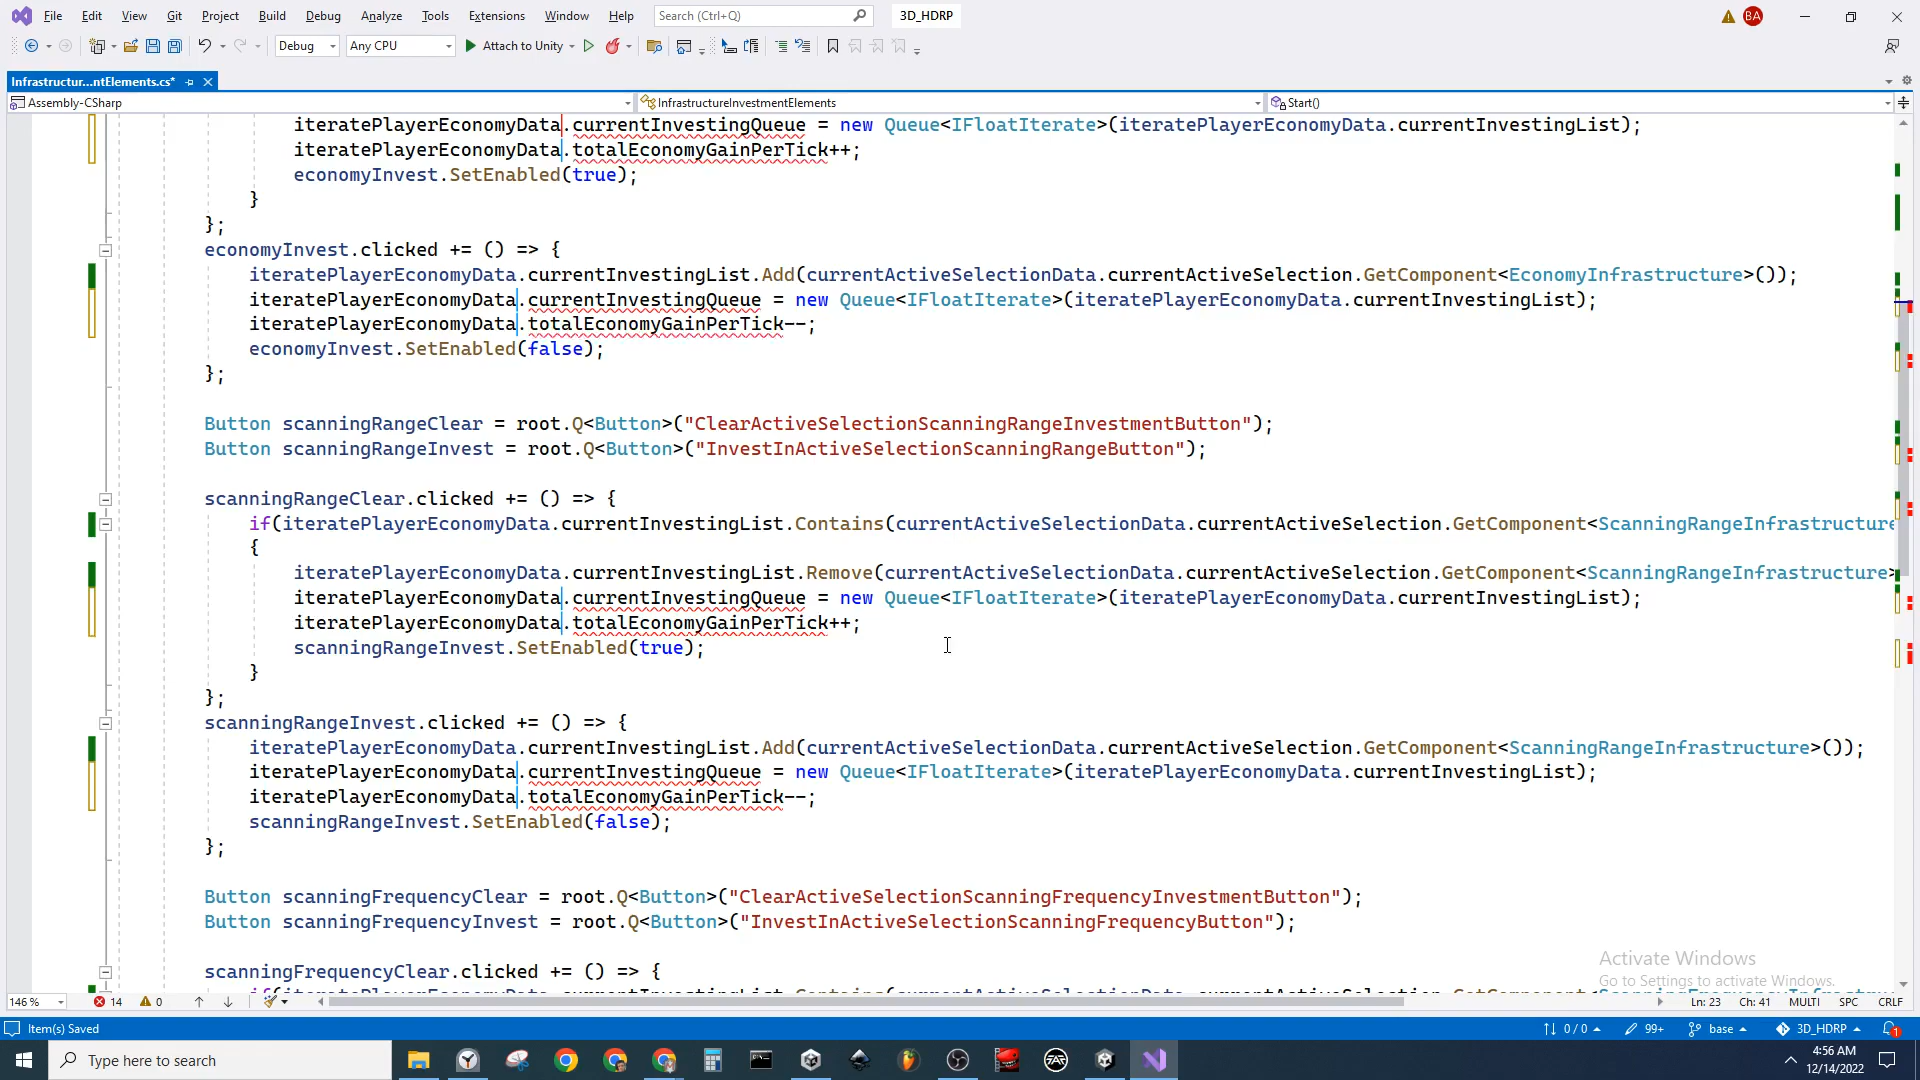 File Edit View Git Project Build Debug Analyze Tools Extensions Window Help Search (Ctrl+Q) 3D_HDRP BA
Debug Any CPU Attach to Unity
Infrastructur...ntElements.cs*
Assembly-CSharp InfrastructureInvestmentElements Start()
iteratePlayerEconomyData.currentInvestingQueue = new Queue<IFloatIterate>(iteratePlayerEconomyData.currentInvestingList);
iteratePlayerEconomyData.totalEconomyGainPerTick++;
economyInvest.SetEnabled(true);
}
};
economyInvest.clicked += () => {
iteratePlayerEconomyData.currentInvestingList.Add(currentActiveSelectionData.currentActiveSelection.GetComponent<EconomyInfrastructure>());
iteratePlayerEconomyData.currentInvestingQueue = new Queue<IFloatIterate>(iteratePlayerEconomyData.currentInvestingList);
iteratePlayerEconomyData.totalEconomyGainPerTick--;
economyInvest.SetEnabled(false);
};
Button scanningRangeClear = root.Q<Button>("ClearActiveSelectionScanningRangeInvestmentButton");
Button scanningRangeInvest = root.Q<Button>("InvestInActiveSelectionScanningRangeButton");
scanningRangeClear.clicked += () => {
if(iteratePlayerEconomyData.currentInvestingList.Contains(currentActiveSelectionData.currentActiveSelection.GetComponent<ScanningRangeInfrastructure
{
iteratePlayerEconomyData.currentInvestingList.Remove(currentActiveSelectionData.currentActiveSelection.GetComponent<ScanningRangeInfrastructure>
iteratePlayerEconomyData.currentInvestingQueue = new Queue<IFloatIterate>(iteratePlayerEconomyData.currentInvestingList);
iteratePlayerEconomyData.totalEconomyGainPerTick++;
scanningRangeInvest.SetEnabled(true);
}
};
scanningRangeInvest.clicked += () => {
iteratePlayerEconomyData.currentInvestingList.Add(currentActiveSelectionData.currentActiveSelection.GetComponent<ScanningRangeInfrastructure>());
iteratePlayerEconomyData.currentInvestingQueue = new Queue<IFloatIterate>(iteratePlayerEconomyData.currentInvestingList);
iteratePlayerEconomyData.totalEconomyGainPerTick--;
scanningRangeInvest.SetEnabled(false);
};
Button scanningFrequencyClear = root.Q<Button>("ClearActiveSelectionScanningFrequencyInvestmentButton");
Button scanningFrequencyInvest = root.Q<Button>("InvestInActiveSelectionScanningFrequencyButton");
scanningFrequencyClear.clicked += () => {
Activate Windows
Go to Settings to activate Windows.
146 % 14 0 Ln: 23 Ch: 41 MULTI SPC CRLF
Item(s) Saved 0 / 0 99+ base 3D_HDRP 1
Type here to search 4:56 AM
12/14/2022